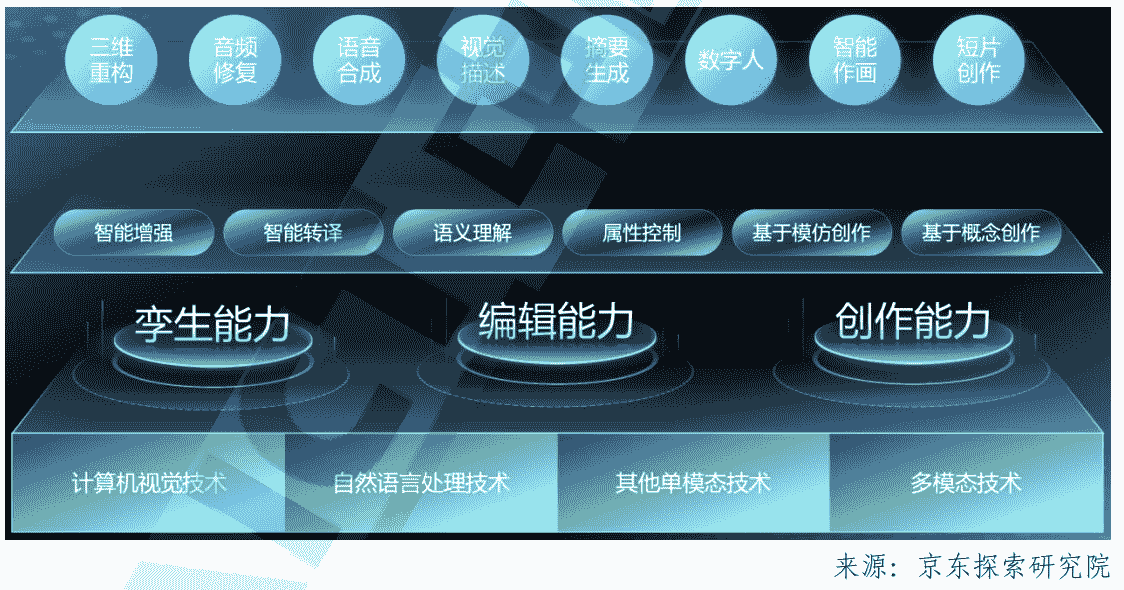 三维
重构
音频
修复
语音
合成
视觉
描述
摘要
生成
数字人
智能
作画
短片
创作
智能增强
智能转译
语义理解
属性控制
基于模仿创作
基于概念创作
孪生能力
编辑能力
创作能力
计算机视觉技术
自然语言处理技术
其他单模态技术
多模态技术
来源：京东探索研究院